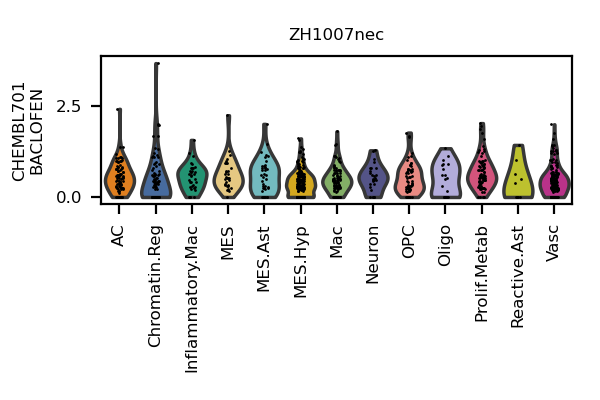 ZH1007nec
CHEMBL701
BACLOFEN
2.5
0.0
AC
Chromatin.Reg
Inflammatory.Mac
MES
MES.Ast
MES.Hyp
Mac
Neuron
OPC
Oligo
Prolif.Metab
Reactive.Ast
Vasc